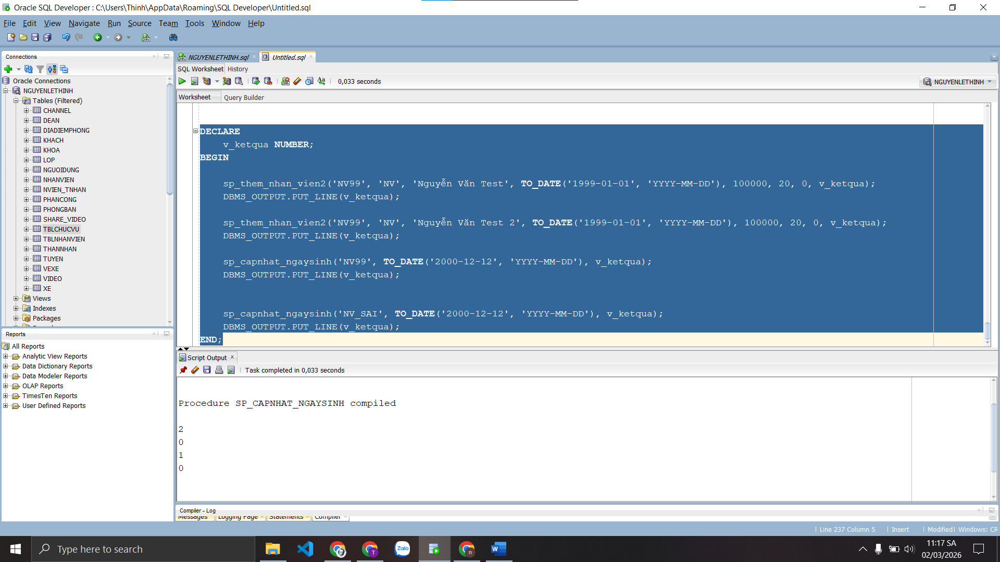 Oracle SQL Developer : C:\Users\Thinh\AppData\Roaming\SQL Developer\Untitled.sql
File Edit View Navigate Run Source Team Tools Window Help
Connections
Oracle Connections
NGUYENLETHINH
Tables (Filtered)
CHANNEL
DEAN
DIADIEMPHONG
KHACH
KHOA
LOP
NGUOIDUNG
NHANVIEN
NVIEN_TNHAN
PHANCONG
PHONGBAN
SHARE_VIDEO
TBLCHUCVU
TBLNHANVIEN
THANNHAN
TUYEN
VEXE
VIDEO
XE
Views
Indexes
Packages
Reports
All Reports
Analytic View Reports
Data Dictionary Reports
Data Modeler Reports
OLAP Reports
TimesTen Reports
User Defined Reports
NGUYENLETHINH.sql Untitled.sql
SQL Worksheet History
0,033 seconds
NGUYENLETHINH
Worksheet Query Builder
DECLARE
v_ketqua NUMBER;
BEGIN
sp_them_nhan_vien2('NV99', 'NV', 'Nguyễn Văn Test', TO_DATE('1999-01-01', 'YYYY-MM-DD'), 100000, 20, 0, v_ketqua);
DBMS_OUTPUT.PUT_LINE(v_ketqua);
sp_them_nhan_vien2('NV99', 'NV', 'Nguyễn Văn Test 2', TO_DATE('1999-01-01', 'YYYY-MM-DD'), 100000, 20, 0, v_ketqua);
DBMS_OUTPUT.PUT_LINE(v_ketqua);
sp_capnhat_ngaysinh('NV99', TO_DATE('2000-12-12', 'YYYY-MM-DD'), v_ketqua);
DBMS_OUTPUT.PUT_LINE(v_ketqua);
sp_capnhat_ngaysinh('NV_SAI', TO_DATE('2000-12-12', 'YYYY-MM-DD'), v_ketqua);
DBMS_OUTPUT.PUT_LINE(v_ketqua);
END;
Script Output
Task completed in 0,033 seconds
Procedure SP_CAPNHAT_NGAYSINH compiled
2
0
1
0
Compiler - Log
Messages Logging Page Statements Compiler
Line 237 Column 5 Insert Modified Windows: CR
Type here to search
Zalo
11:17 SA
02/03/2026